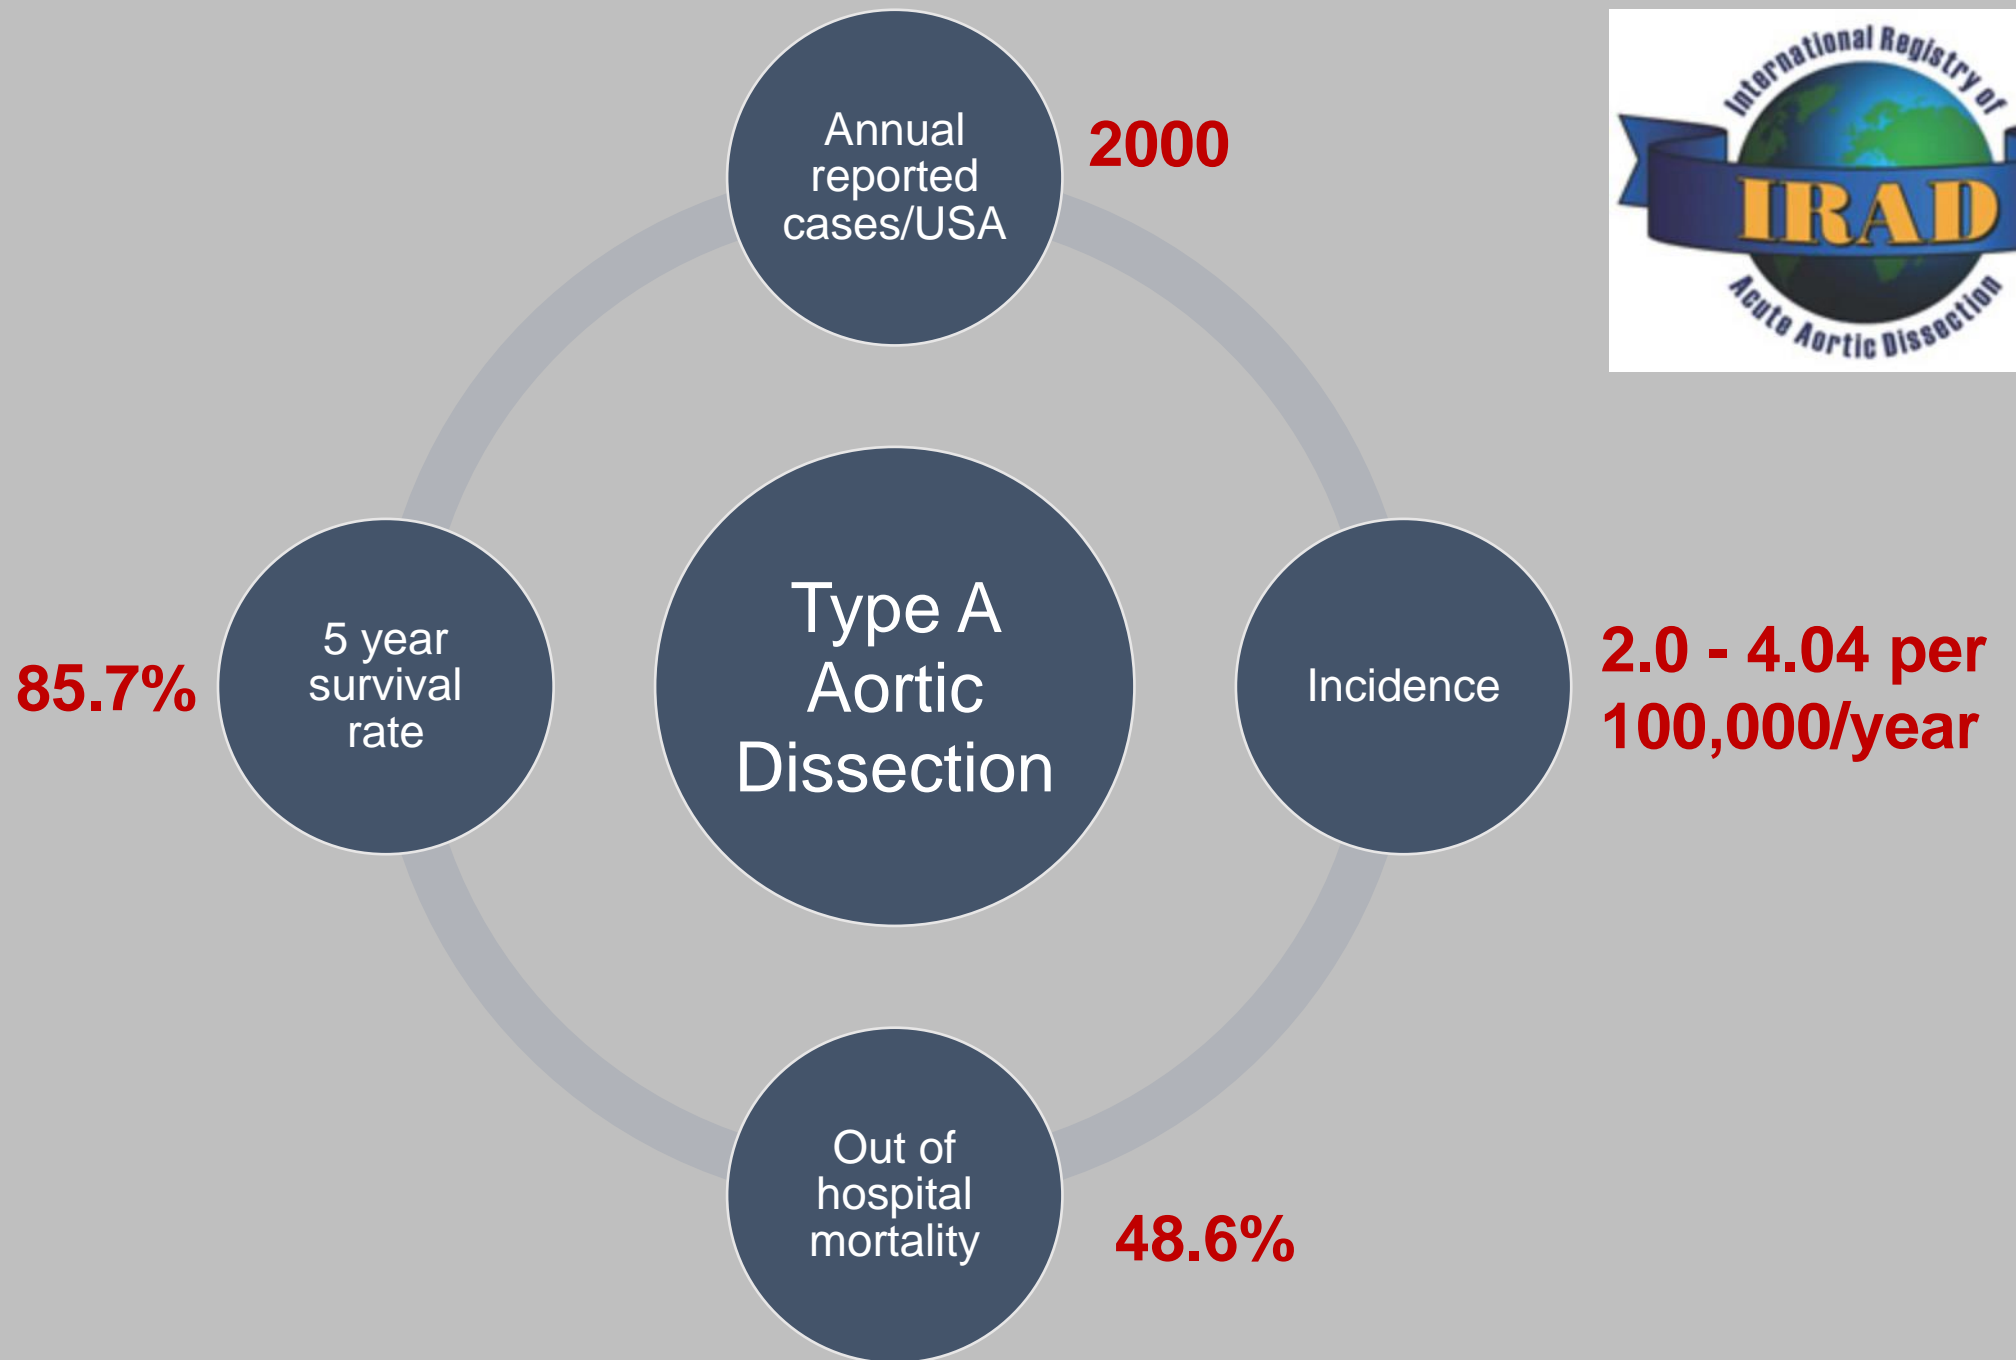 Annual
reported
cases/USA
2000
International Registry of
IRAD
Acute Aortic Dissection
5 year
survival
rate
85.7%
Type A
Aortic
Dissection
Incidence
2.0 - 4.04 per
100,000/year
Out of
hospital
mortality
48.6%